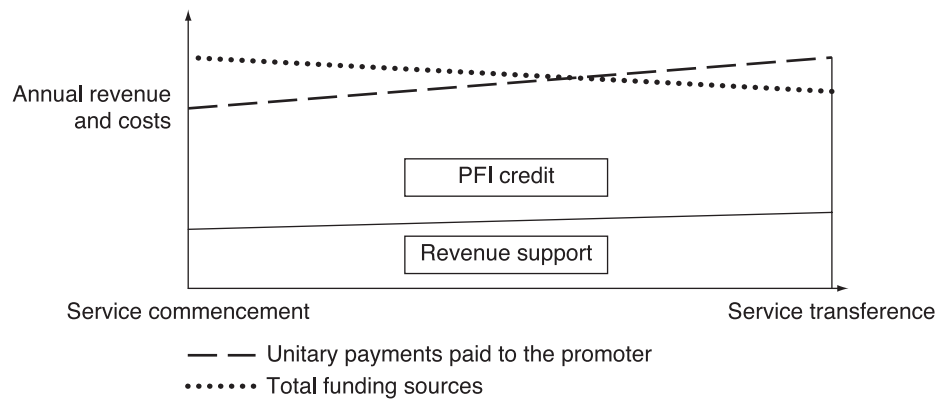 Annual revenue
and costs
PFI credit
Revenue support
Service commencement
Service transference
Unitary payments paid to the promoter
Total funding sources